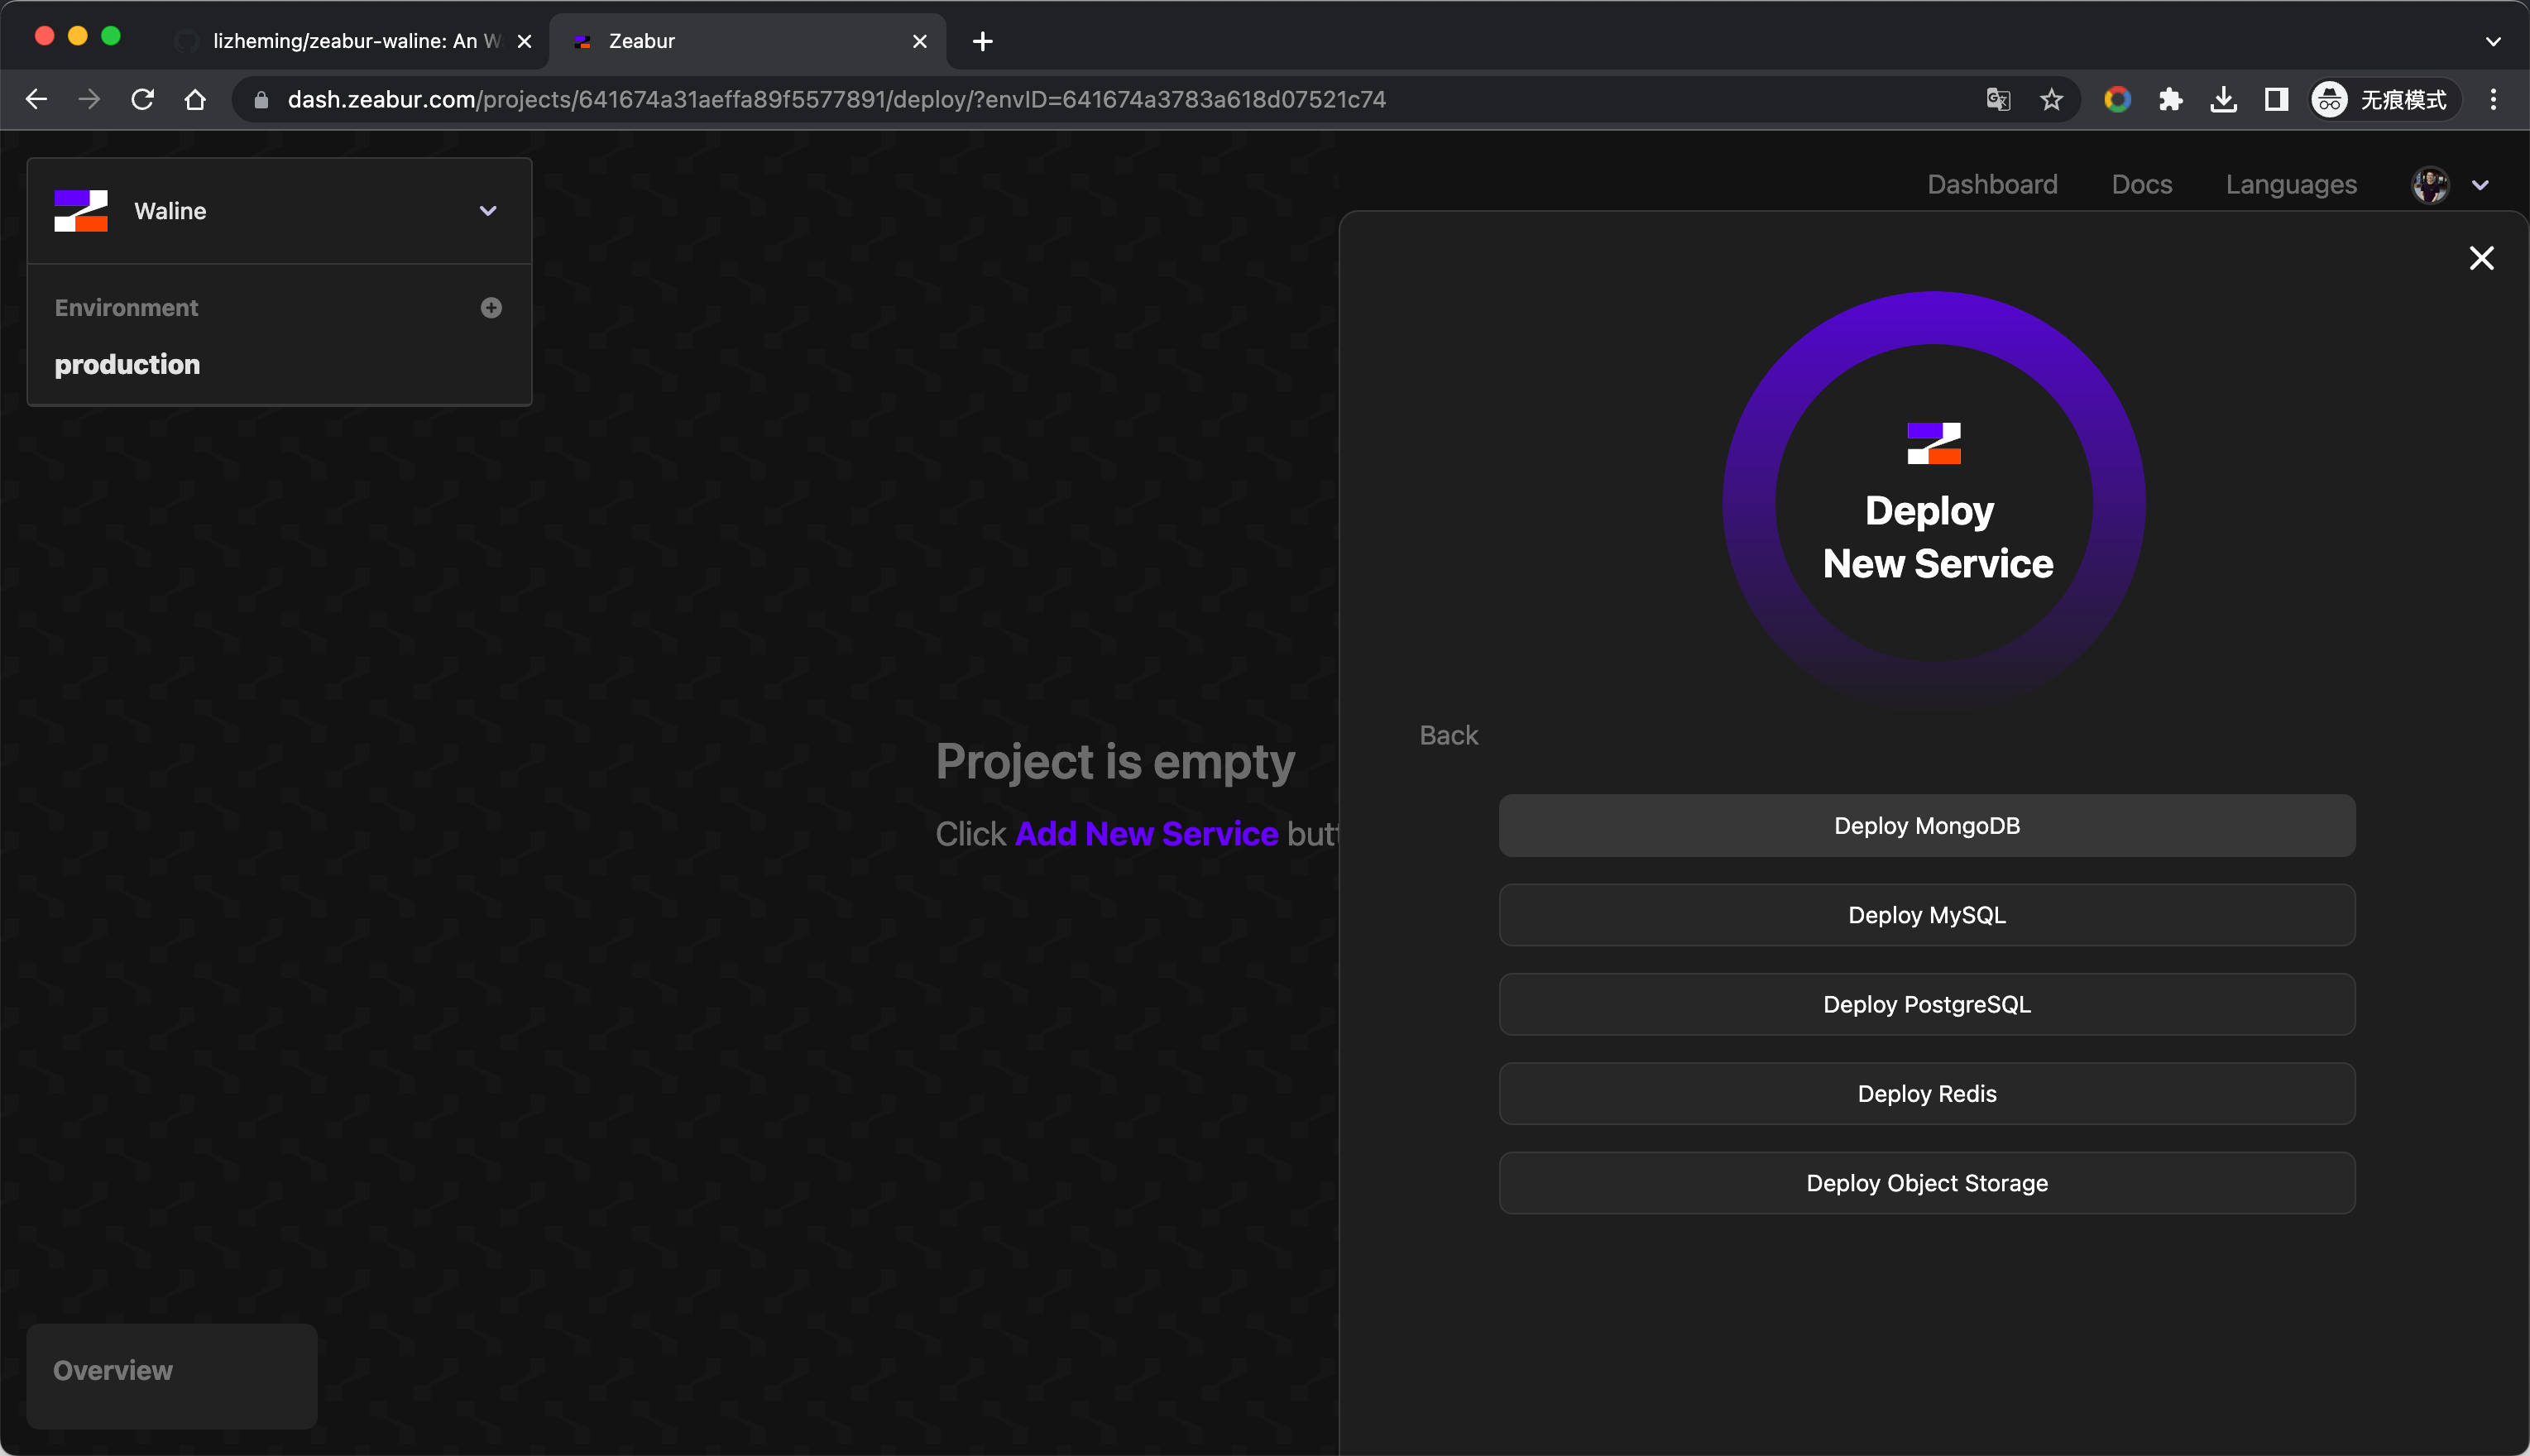 lizheming/zeabur-waline: An W
Zeabur
dash.zeabur.com/projects/641674a31aeffa89f5577891/deploy/?envID=641674a3783a618d07521c74
无痕模式
Waline
Dashboard
Docs
Languages
Environment
production
Deploy
New Service
Back
Project is empty
Click Add New Service butt
Deploy MongoDB
Deploy MySQL
Deploy PostgreSQL
Deploy Redis
Deploy Object Storage
Overview